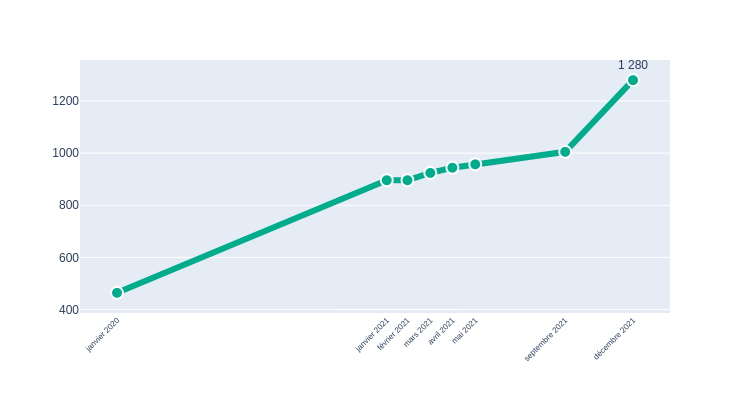 1 280
1200
1000
800
600
400
janvier 2020
janvier 2021
février 2021
mars 2021
avril 2021
mai 2021
septembre 2021
décembre 2021